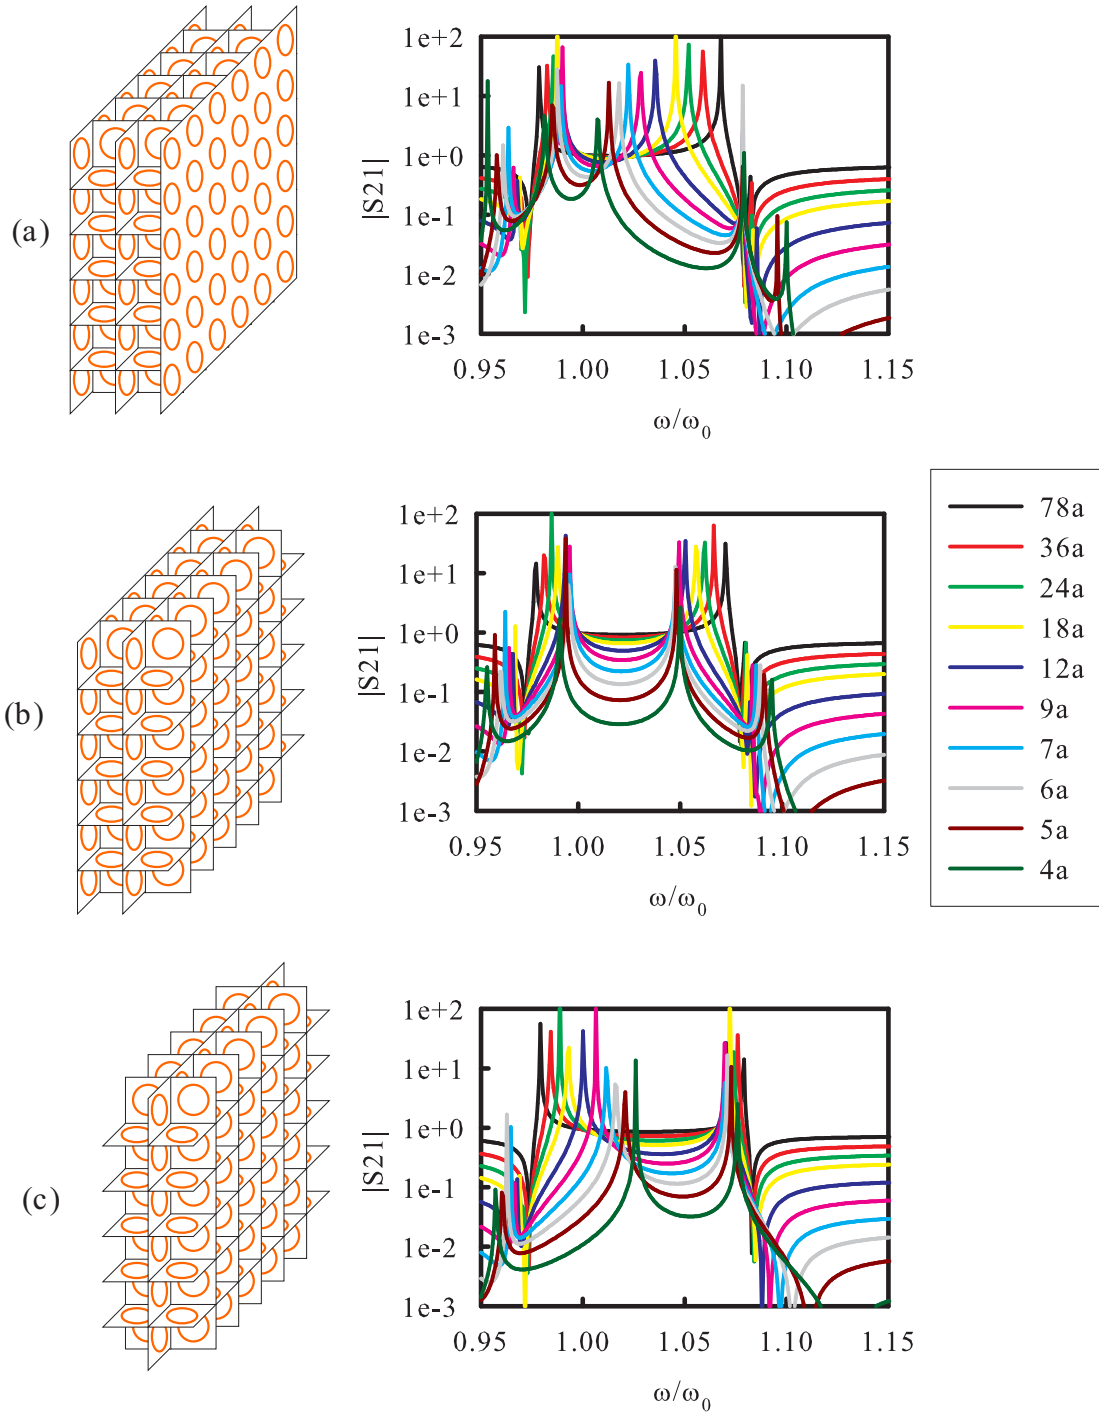 (a)
|S21|
1e+2
1e+1
1e+0
1e-1
1e-2
1e-3
0.95 1.00 1.05 1.10 1.15
ω/ω₀
(b)
|S21|
1e+2
1e+1
1e+0
1e-1
1e-2
1e-3
0.95 1.00 1.05 1.10 1.15
ω/ω₀
78a
36a
24a
18a
12a
9a
7a
6a
5a
4a
(c)
|S21|
1e+2
1e+1
1e+0
1e-1
1e-2
1e-3
0.95 1.00 1.05 1.10 1.15
ω/ω₀